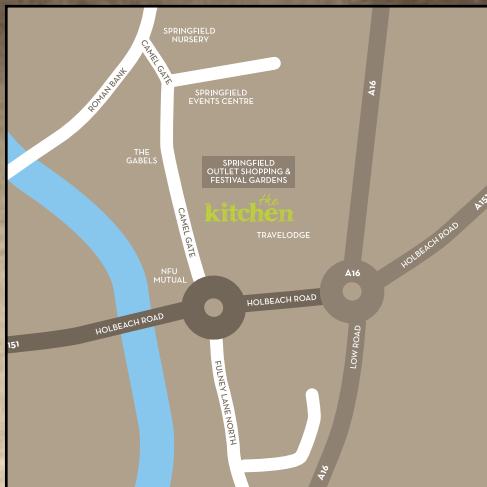 SPRINGFIELD
NURSERY
CAMEL GATE
ROMAN BANK
A16
SPRINGFIELD
EVENTS CENTRE
THE
GABELS
SPRINGFIELD
OUTLET SHOPPING &
FESTIVAL GARDENS
the
kitchen
CAMEL GATE
TRAVELODGE
A151
HOLBEACH ROAD
NFU
MUTUAL
A16
HOLBEACH ROAD
HOLBEACH ROAD
151
LOW ROAD
FULNEY LANE NORTH
A16